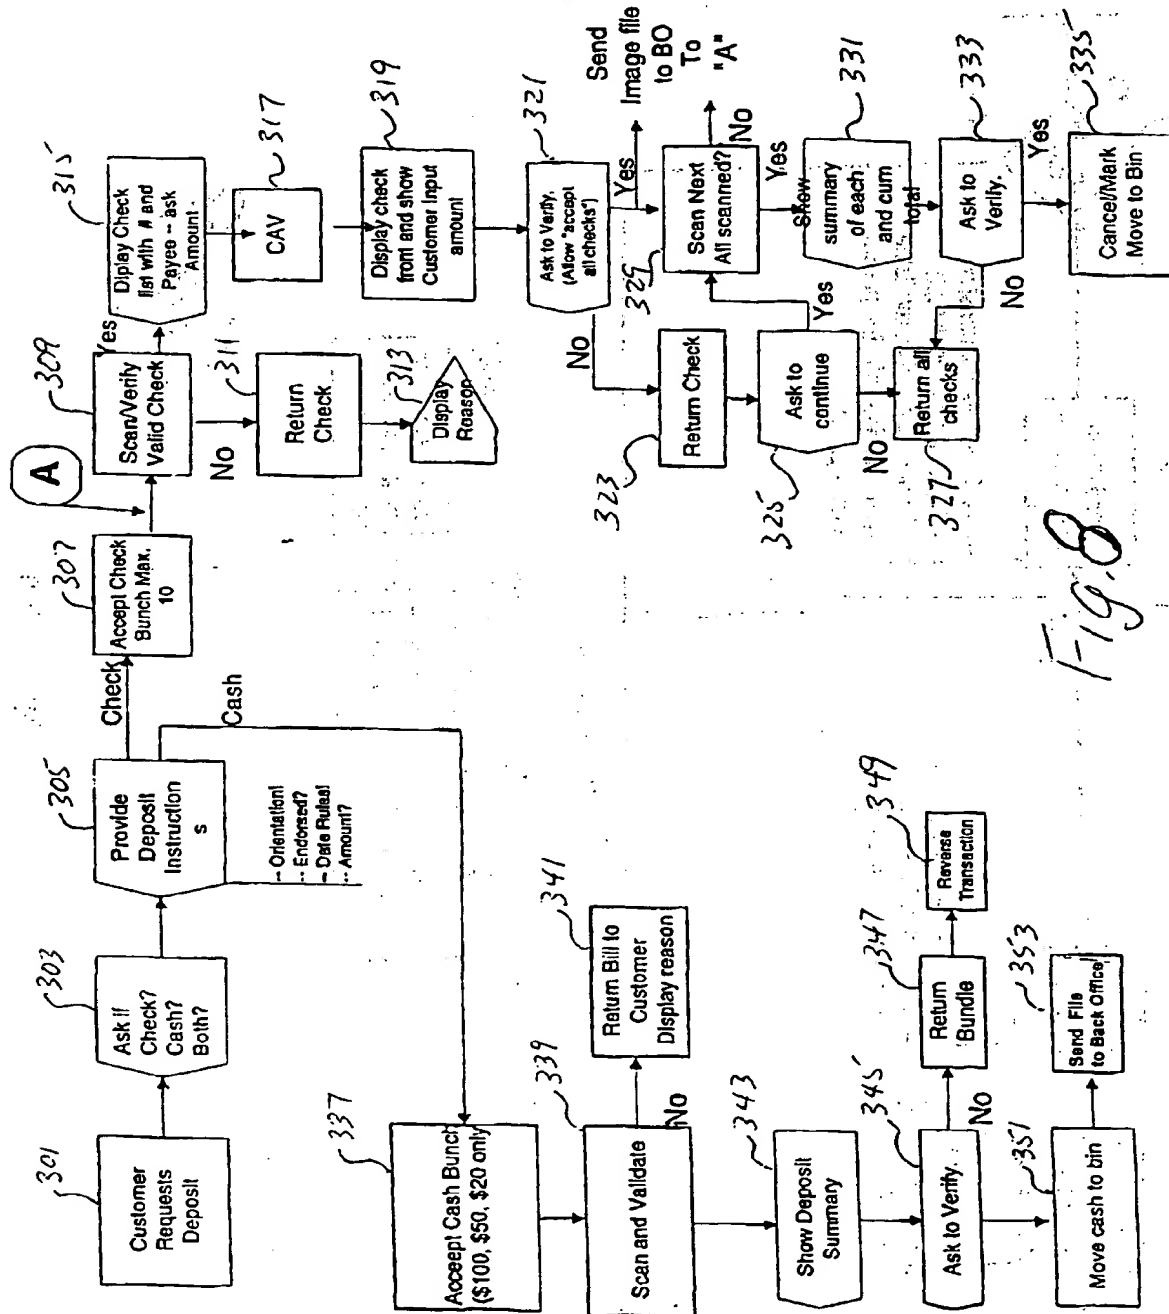 301
Customer
Requests
Deposit
303
Ask if
Check?
Cash?
Both?
305
Provide
Deposit
Instruction
s
-- Orientation!
-- Endorsed?
-- Date Rules!
-- Amount?
Check
Cash
307
Accept Check
Bunch Max.
10
A
309
Scan/Verify
Valid Check
Yes
No
311
Return
Check
313
Display
Reason
315
Diplay Check
list with # and
Payee -- ask
Amount
317
CAV
319
Display check
front and show
Customer Input
amount
321
Ask to Verify.
(Allow "accept
all checks")
Yes
No
Send
Image file
to BO
To
"A"
323
Return Check
325
Ask to
continue
Yes
No
327
Return all
checks
329
Scan Next
All scanned?
No
Yes
331
Show
summary
of each
and cum
total
333
Ask to
Verify.
No
Yes
335
Cancel/Mark
Move to Bin
337
Acceept Cash Bunch
($100, $50, $20 only)
339
Scan and Validate
No
341
Return Bill to
Customer
Display reason
343
Show Deposit
Summary
345
Ask to Verify.
No
347
Return
Bundle
349
Reverse
Transaction
351
Move cash to bin
353
Send File
to Back Office
Fig. 8